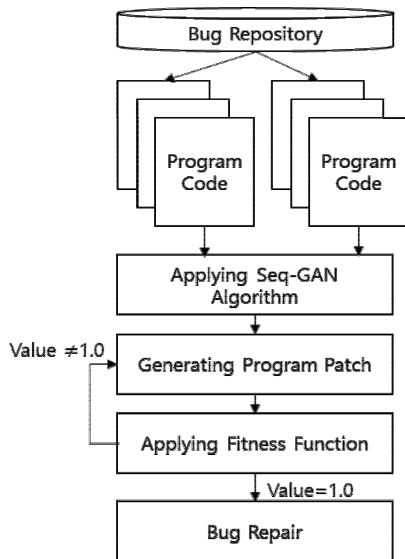 Bug Repository
Program
Code
Program
Code
Applying Seq-GAN
Algorithm
Value ≠1.0
Generating Program Patch
Applying Fitness Function
Value=1.0
Bug Repair